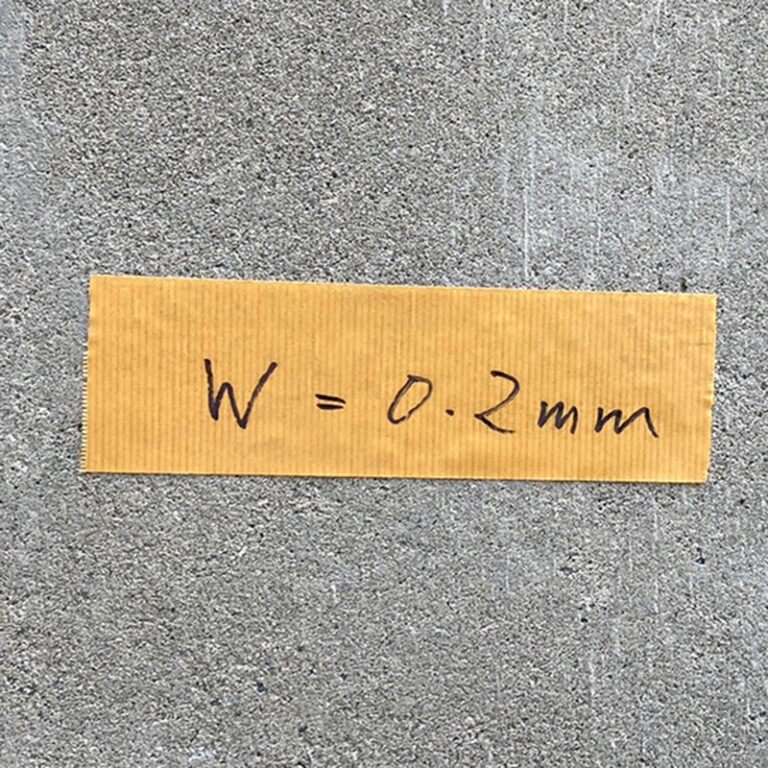 W = 0.2mm